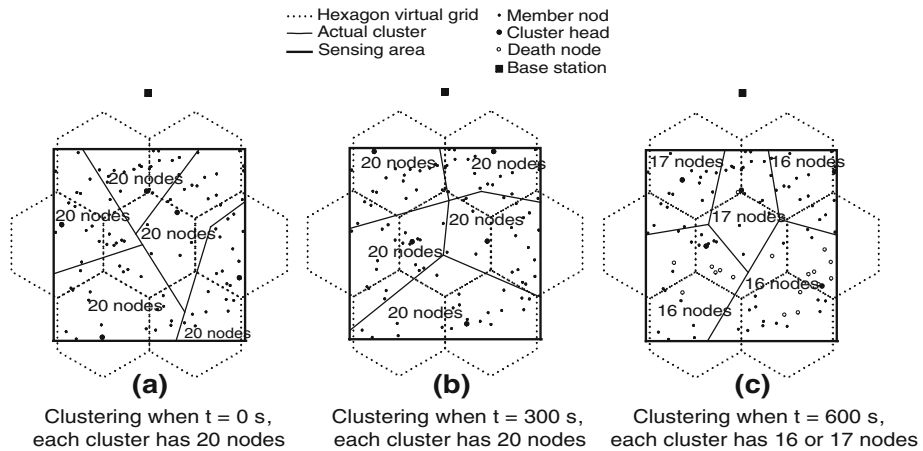 Hexagon virtual grid
Actual cluster
Sensing area
Member nod
Cluster head
Death node
Base station
20 nodes
20 nodes
20 nodes
20 nodes
20 nodes
20 nodes
20 nodes
20 nodes
20 nodes
20 nodes
17 nodes
16 nodes
17 nodes
16 nodes
16 nodes
(a)
(b)
(c)
Clustering when t = 0 s,
each cluster has 20 nodes
Clustering when t = 300 s,
each cluster has 20 nodes
Clustering when t = 600 s,
each cluster has 16 or 17 nodes